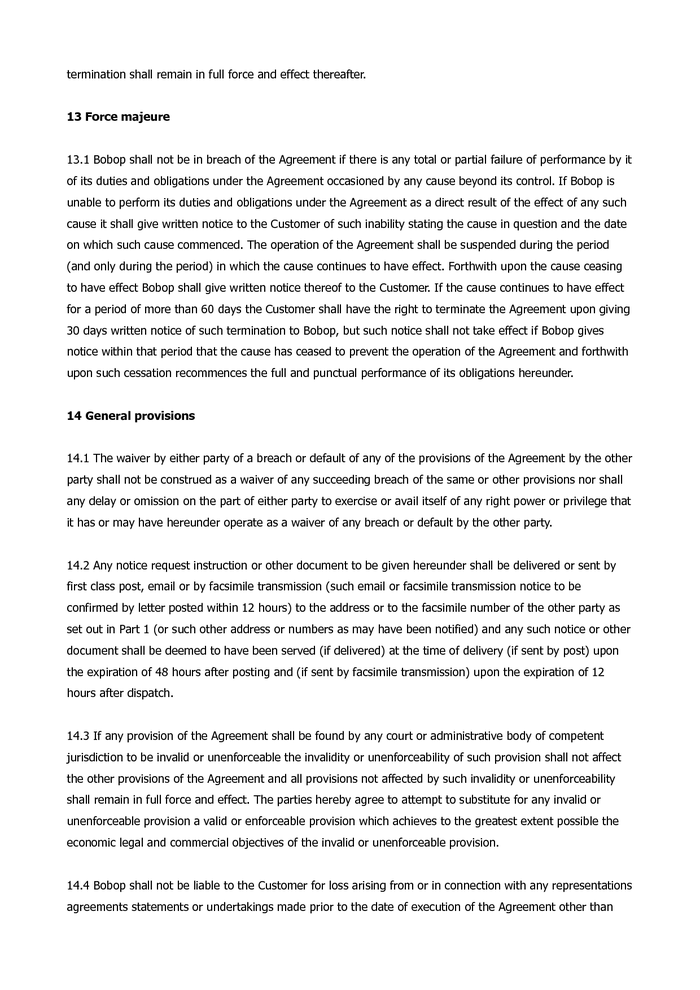 termination shall remain in full force and effect thereafter.
13 Force majeure
13.1 Bobop shall not be in breach of the Agreement if there is any total or partial failure of performance by it
of its duties and obligations under the Agreement occasioned by any cause beyond its control. If Bobop is
unable to perform its duties and obligations under the Agreement as a direct result of the effect of any such
cause it shall give written notice to the Customer of such inability stating the cause in question and the date
on which such cause commenced. The operation of the Agreement shall be suspended during the period
(and only during the period) in which the cause continues to have effect. Forthwith upon the cause ceasing
to have effect Bobop shall give written notice thereof to the Customer. If the cause continues to have effect
for a period of more than 60 days the Customer shall have the right to terminate the Agreement upon giving
30 days written notice of such termination to Bobop, but such notice shall not take effect if Bobop gives
notice within that period that the cause has ceased to prevent the operation of the Agreement and forthwith
upon such cessation recommences the full and punctual performance of its obligations hereunder.
14 General provisions
14.1 The waiver by either party of a breach or default of any of the provisions of the Agreement by the other
party shall not be construed as a waiver of any succeeding breach of the same or other provisions nor shall
any delay or omission on the part of either party to exercise or avail itself of any right power or privilege that
it has or may have hereunder operate as a waiver of any breach or default by the other party.
14.2 Any notice request instruction or other document to be given hereunder shall be delivered or sent by
first class post, email or by facsimile transmission (such email or facsimile transmission notice to be
confirmed by letter posted within 12 hours) to the address or to the facsimile number of the other party as
set out in Part 1 (or such other address or numbers as may have been notified) and any such notice or other
document shall be deemed to have been served (if delivered) at the time of delivery (if sent by post) upon
the expiration of 48 hours after posting and (if sent by facsimile transmission) upon the expiration of 12
hours after dispatch.
14.3 If any provision of the Agreement shall be found by any court or administrative body of competent
jurisdiction to be invalid or unenforceable the invalidity or unenforceability of such provision shall not affect
the other provisions of the Agreement and all provisions not affected by such invalidity or unenforceability
shall remain in full force and effect. The parties hereby agree to attempt to substitute for any invalid or
unenforceable provision a valid or enforceable provision which achieves to the greatest extent possible the
economic legal and commercial objectives of the invalid or unenforceable provision.
14.4 Bobop shall not be liable to the Customer for loss arising from or in connection with any representations
agreements statements or undertakings made prior to the date of execution of the Agreement other than